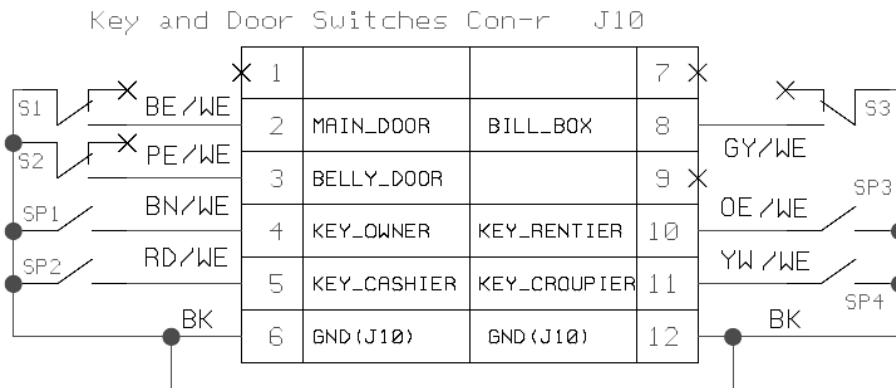 Key and Door Switches Con-r J10
1 7
S1 BE/WE 2 MAIN_DOOR BILL_BOX 8 GY/WE S3
S2 PE/WE 3 BELLY_DOOR 9
SP1 BN/WE 4 KEY_OWNER KEY_RENTIER 10 OE/WE SP3
SP2 RD/WE 5 KEY_CASHIER KEY_CROUPIER 11 YW/WE SP4
BK 6 GND(J10) GND(J10) 12 BK